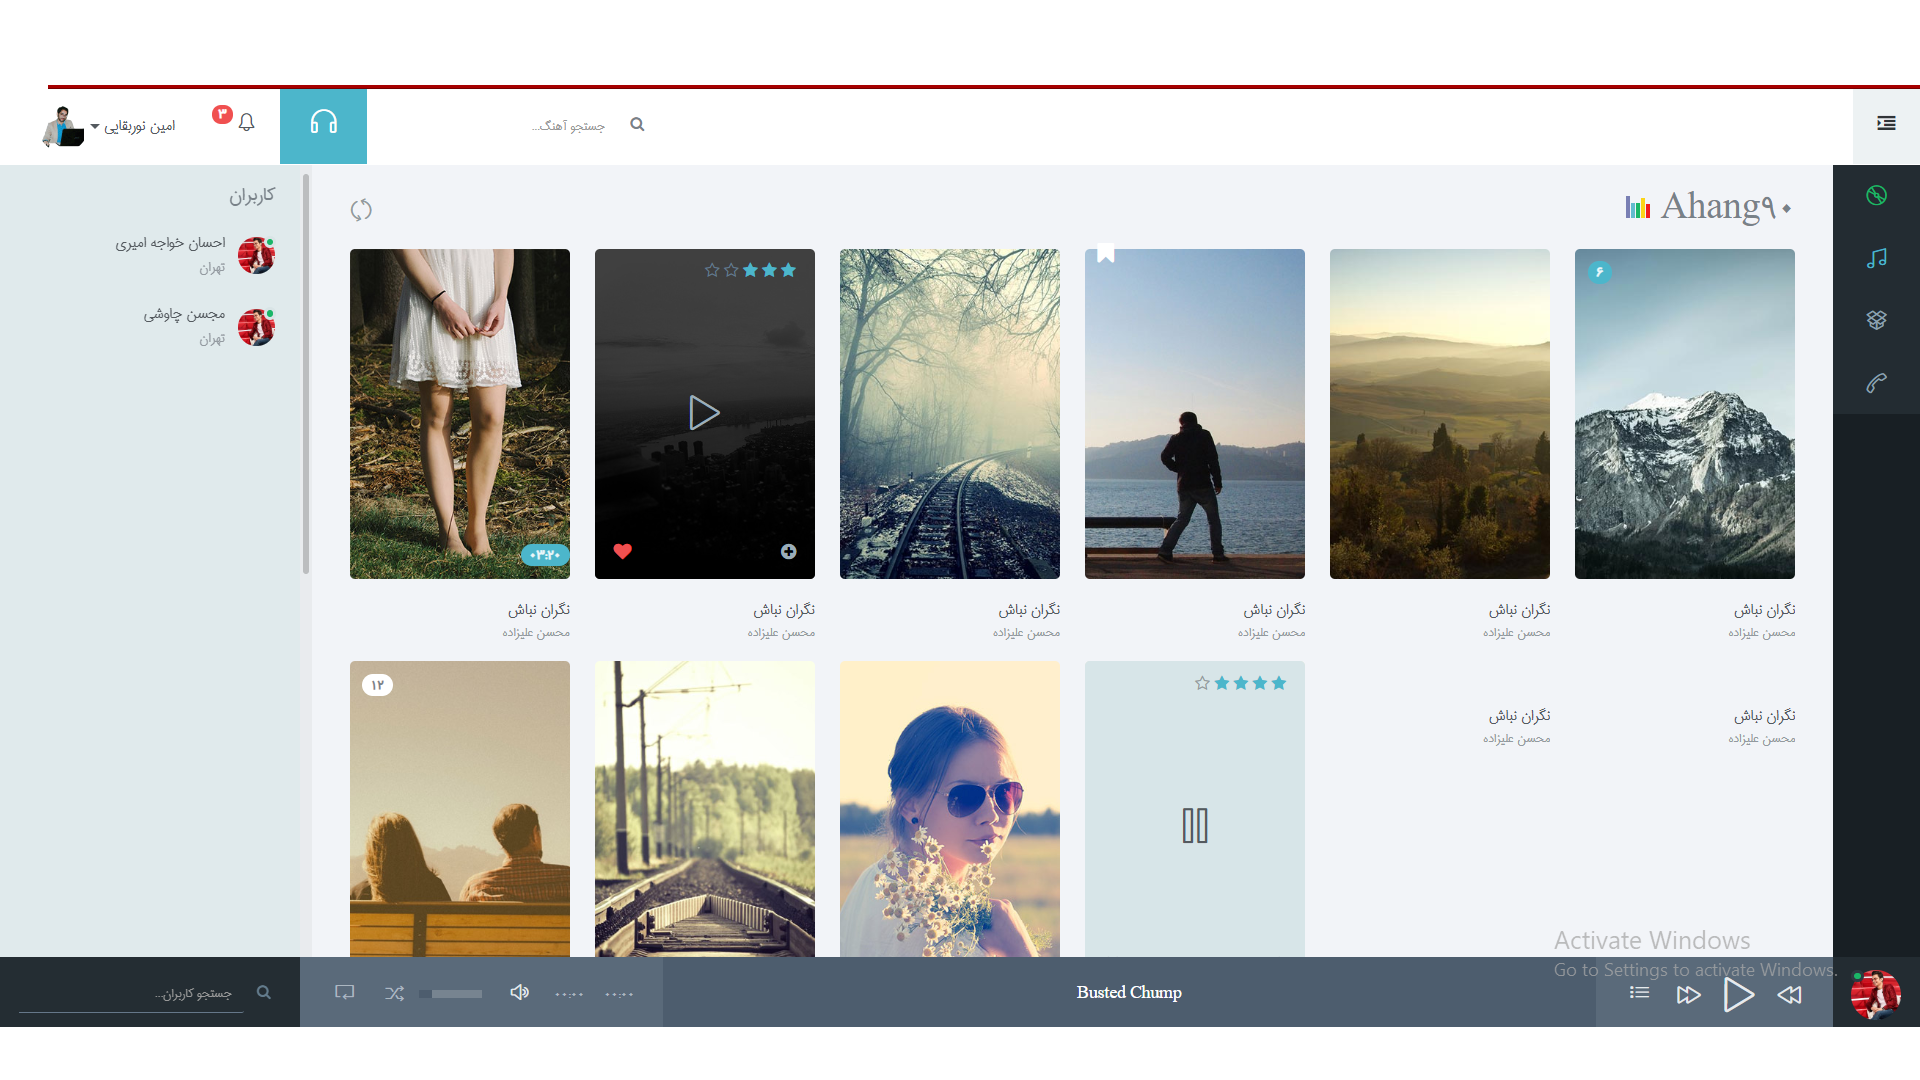 امین نوربقایی
۳
جستجو آهنگ...
Ahang۹۰
کاربران
احسان خواجه امیری
تهران
مجسن چاوشی
تهران
۶
۰۳:۲۰
نگران نباش
محسن علیزاده
نگران نباش
محسن علیزاده
نگران نباش
محسن علیزاده
نگران نباش
محسن علیزاده
نگران نباش
محسن علیزاده
نگران نباش
محسن علیزاده
نگران نباش
محسن علیزاده
نگران نباش
محسن علیزاده
۱۲
Activate Windows
Go to Settings to activate Windows.
Busted Chump
--:--
--:--
جستجو کاربران...